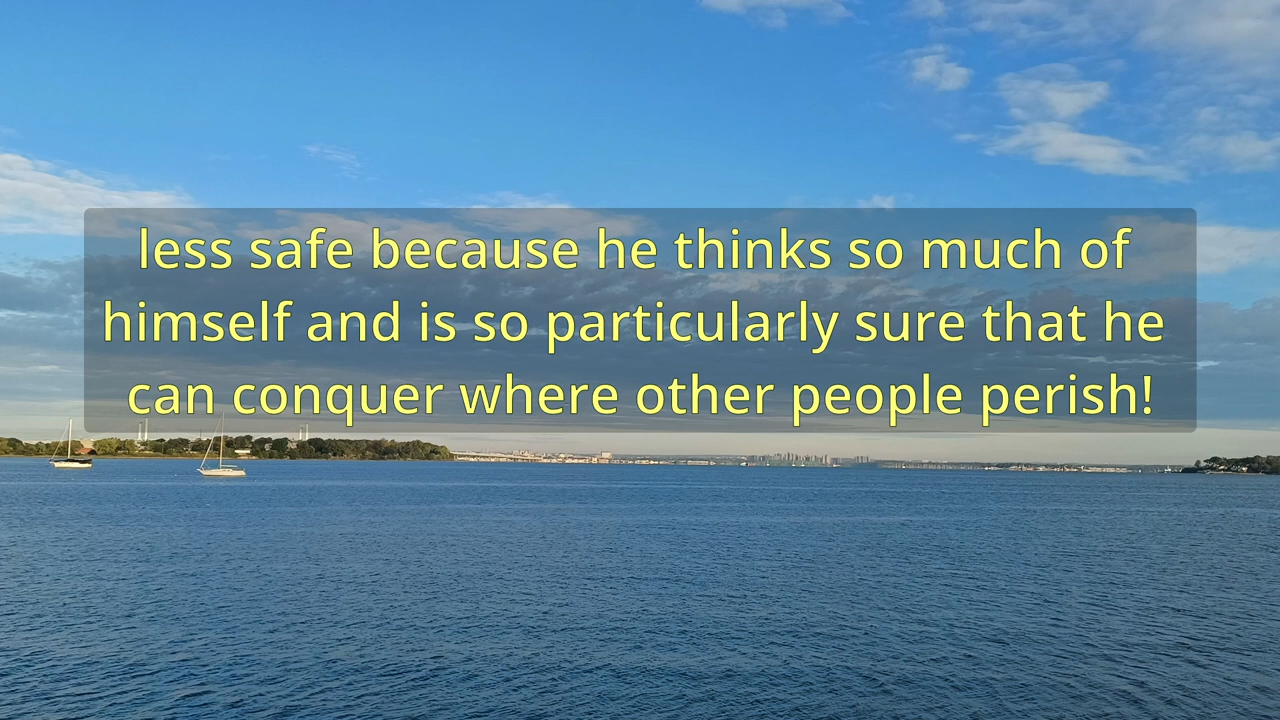 less safe because he thinks so much of
himself and is so particularly sure that he
can conquer where other people perish!